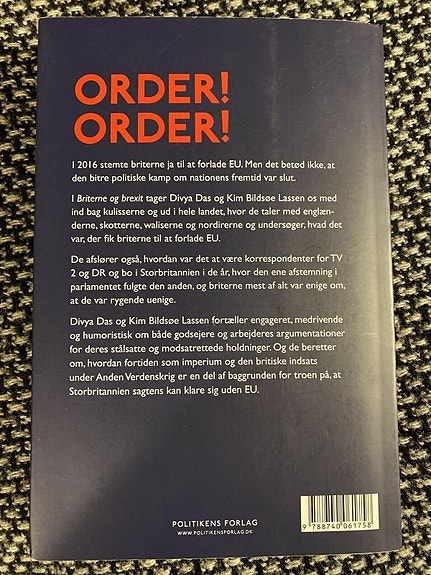 ORDER!
ORDER!
I 2016 stemte briterne ja til at forlade EU. Men det betød ikke, at
den bitre politiske kamp om nationens fremtid var slut.
I Briterne og brexit tager Divya Das og Kim Bildsøe Lassen os med
ind bag kulisserne og ud i hele landet, hvor de taler med englæn-
derne, skotterne, waliserne og nordirerne og undersøger, hvad det
var, der fik briterne til at forlade EU.
De afslører også, hvordan var det at være korrespondenter for TV
2 og DR og bo i Storbritannien i de år, hvor den ene afstemning i
parlamentet fulgte den anden, og briterne mest af alt var enige om,
at de var rygende uenige.
Divya Das og Kim Bildsøe Lassen fortæller engageret, medrivende
og humoristisk om både godsejere og arbejderes argumentationer
for deres stålsatte og modsatrettede holdninger. Og de beretter
om, hvordan fortiden som imperium og den britiske indsats
under Anden Verdenskrig er en del af baggrunden for troen på, at
Storbritannien sagtens kan klare sig uden EU.
POLITIKENS FORLAG
WWW.POLITIKENSFORLAG.DK
9 788740 061758